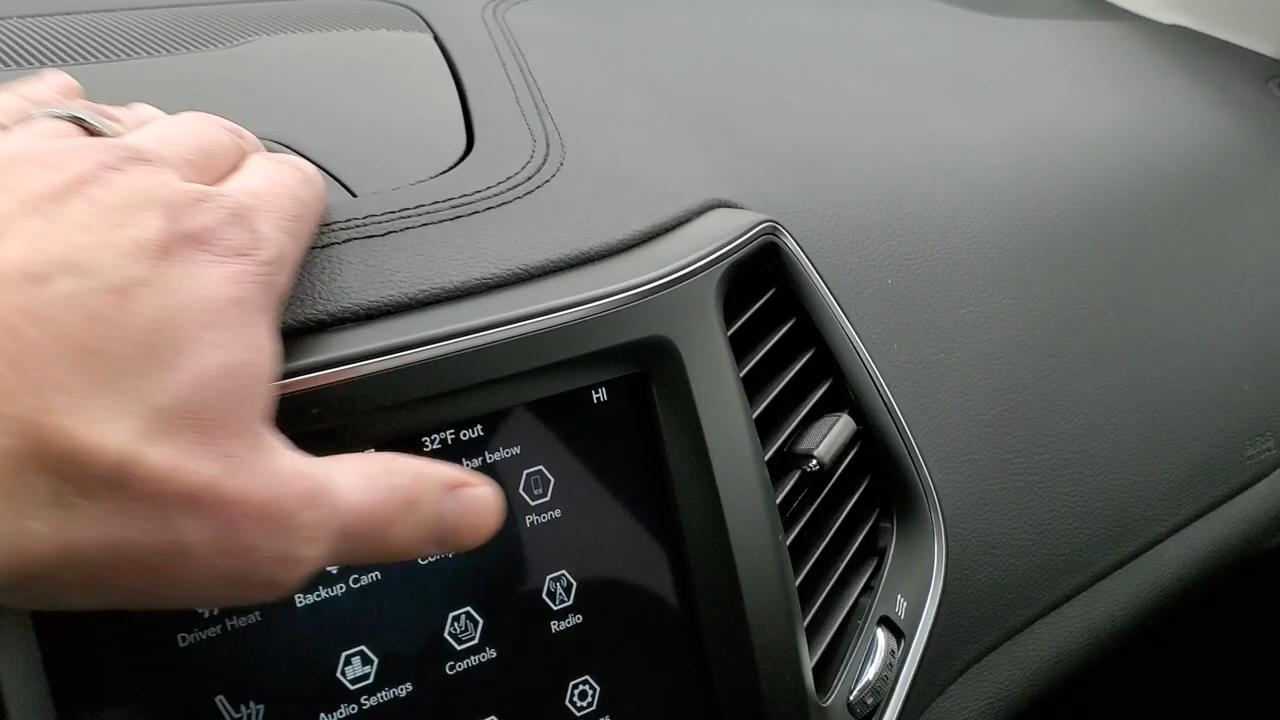 HI
32°F out
bar below
Phone
Backup Cam
Driver Heat
Radio
Controls
Audio Settings